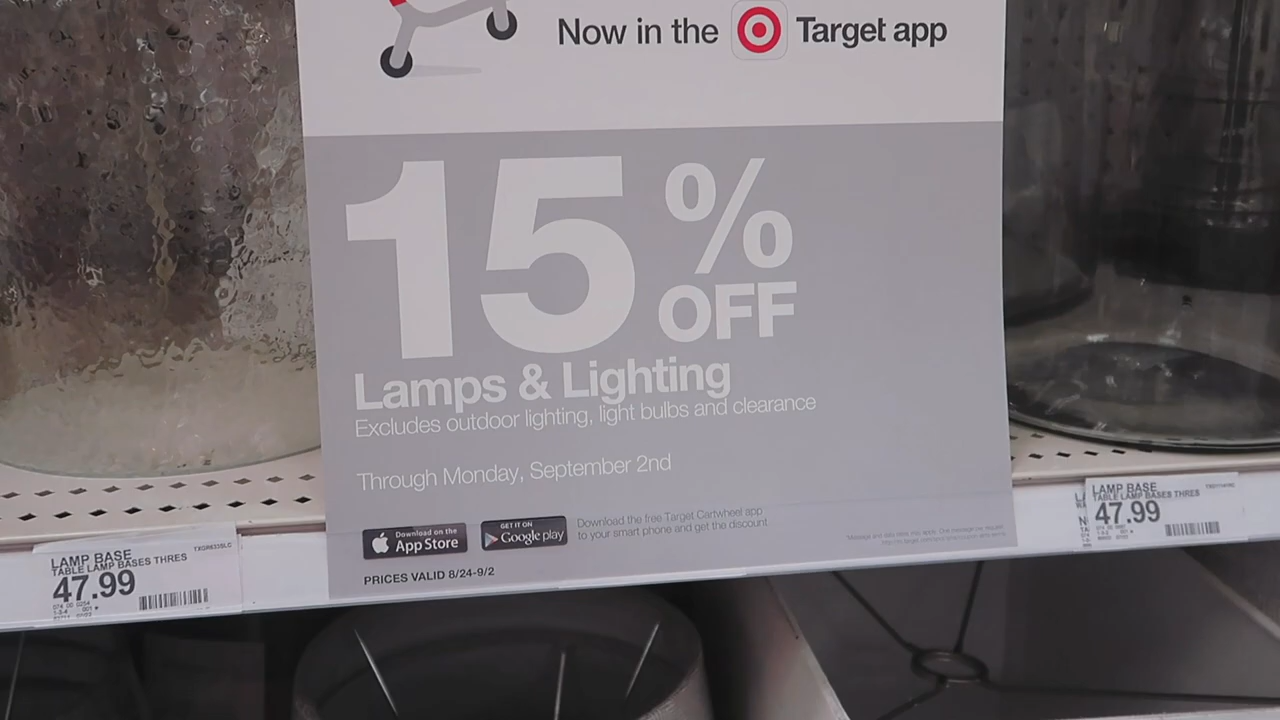 Now in the Target app
15% OFF
Lamps & Lighting
Excludes outdoor lighting, light bulbs and clearance
Through Monday, September 2nd
Download on the
App Store
GET IT ON
Google play
Download the free Target Cartwheel app
to your smart phone and get the discount
PRICES VALID 8/24-9/2
LAMP BASE
TABLE LAMP BASES THRES
47.99
LAMP BASE
TABLE LAMP BASES THRES
47.99